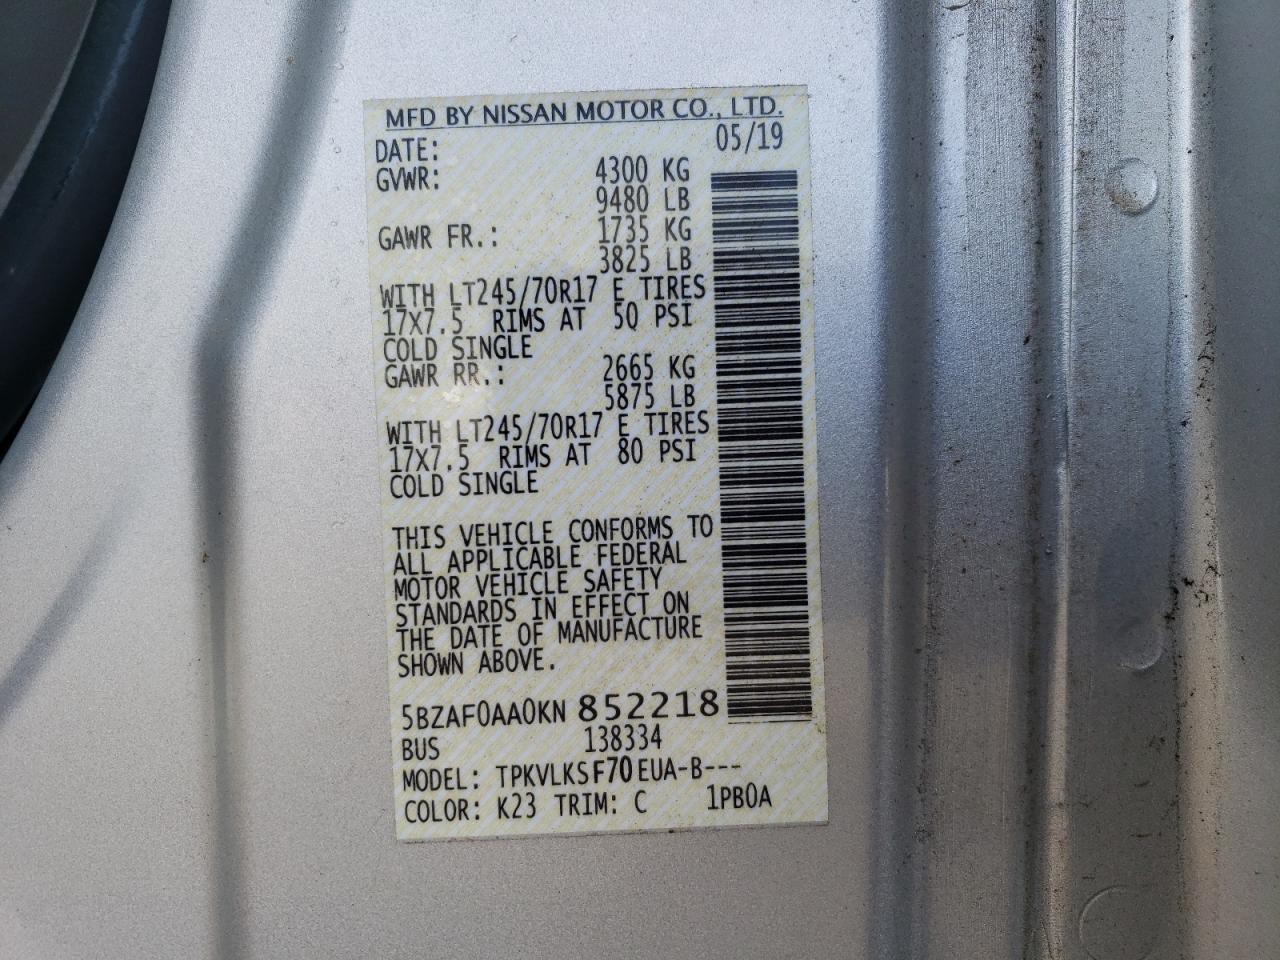 MFD BY NISSAN MOTOR CO., LTD.
DATE: 05/19
GVWR: 4300 KG
9480 LB
GAWR FR.: 1735 KG
3825 LB
WITH LT245/70R17 E TIRES
17X7.5 RIMS AT 50 PSI
COLD SINGLE
GAWR RR.: 2665 KG
5875 LB
WITH LT245/70R17 E TIRES
17X7.5 RIMS AT 80 PSI
COLD SINGLE
THIS VEHICLE CONFORMS TO
ALL APPLICABLE FEDERAL
MOTOR VEHICLE SAFETY
STANDARDS IN EFFECT ON
THE DATE OF MANUFACTURE
SHOWN ABOVE.
5BZAF0AA0KN 852218
BUS 138334
MODEL: TPKVLKSF70EUA-B---
COLOR: K23 TRIM: C 1PB0A